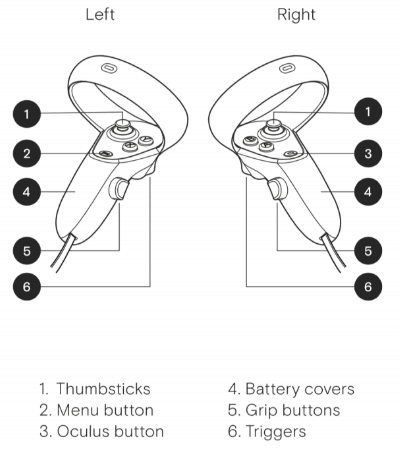 Left Right
1 1
2 3
4 4
5 5
6 6
1. Thumbsticks 4. Battery covers
2. Menu button 5. Grip buttons
3. Oculus button 6. Triggers